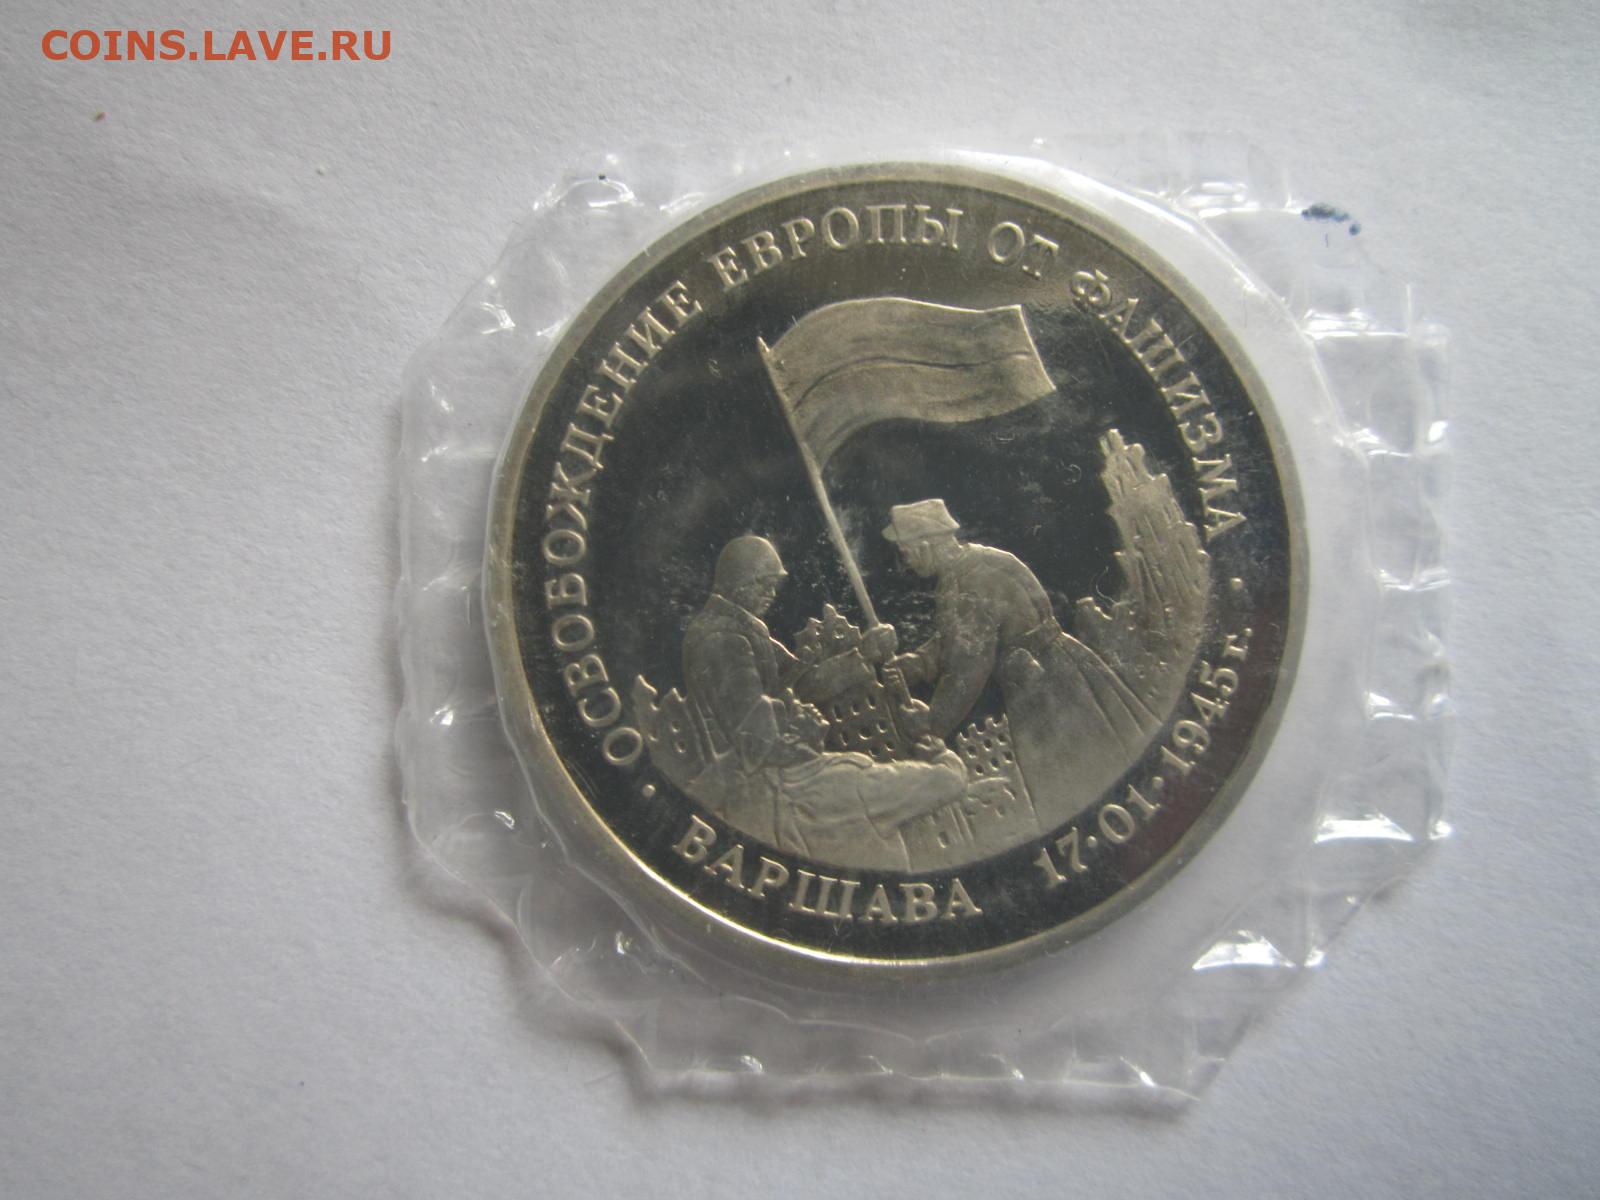 COINS.LAVE.RU
ОСВОБОЖДЕНИЕ ЕВРОПЫ ОТ ФАШИЗМА
· ВАРШАВА 17·01·1945 г. ·